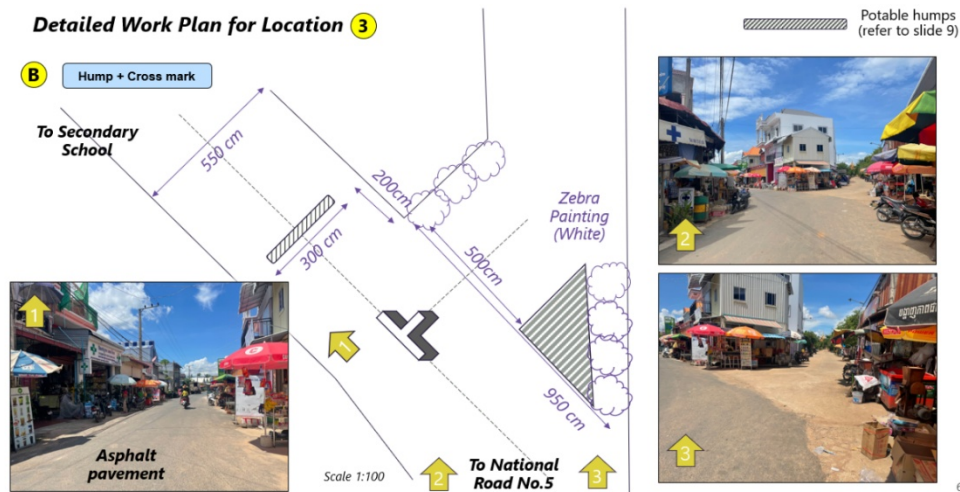 Detailed Work Plan for Location 3
Potable humps
(refer to slide 9)
B
Hump + Cross mark
To Secondary
School
550 cm
200cm
300 cm
500cm
Zebra
Painting
(White)
950 cm
1
1
2
3
2
3
Asphalt
pavement
Scale 1:100
To National
Road No.5
6